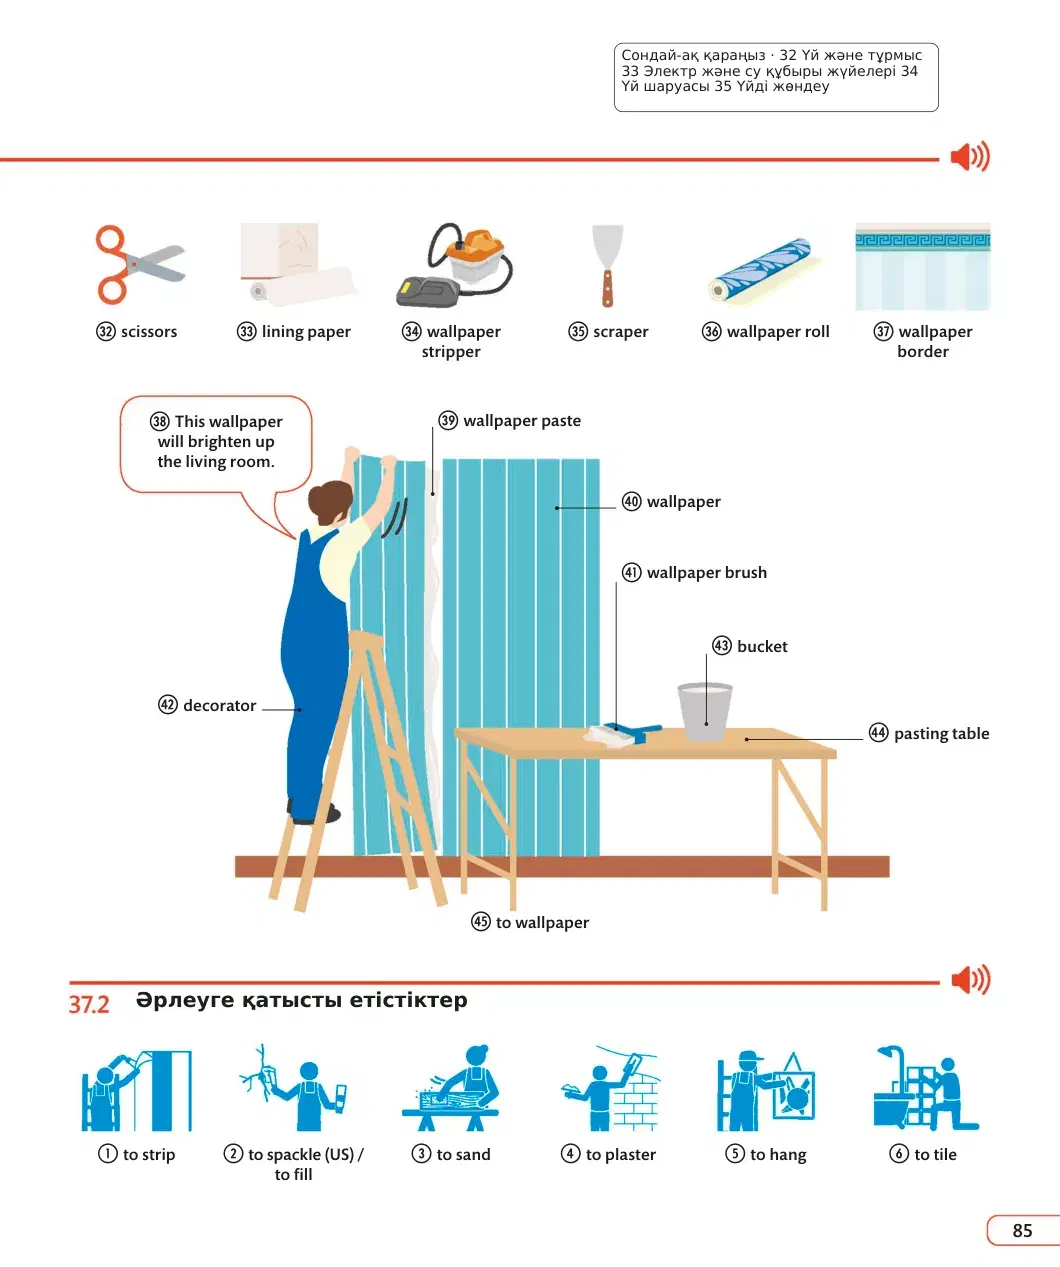 Сондай-ақ қараңыз · 32 Үй және тұрмыс
33 Электр және су құбыры жүйелері 34
Үй шаруасы 35 Үйді жөндеу
32 scissors
33 lining paper
34 wallpaper
stripper
35 scraper
36 wallpaper roll
37 wallpaper
border
38 This wallpaper
will brighten up
the living room.
39 wallpaper paste
40 wallpaper
41 wallpaper brush
43 bucket
42 decorator
44 pasting table
45 to wallpaper
37.2 Әрлеуге қатысты етістіктер
1 to strip
2 to spackle (US) /
to fill
3 to sand
4 to plaster
5 to hang
6 to tile
85